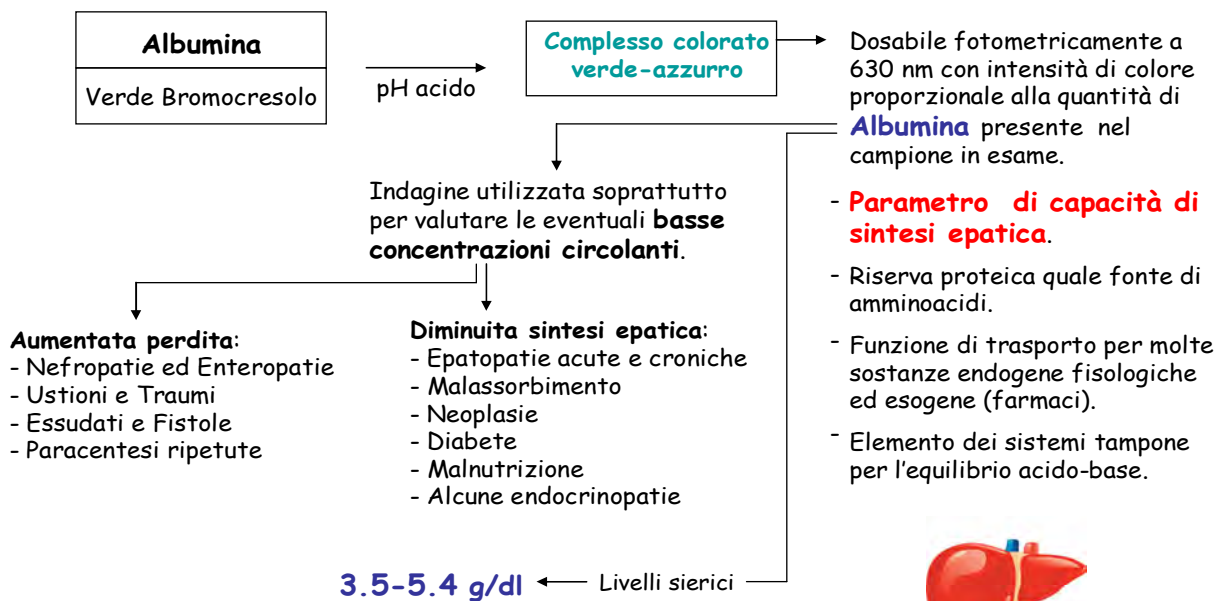 Albumina
Verde Bromocresolo
pH acido
Complesso colorato
verde-azzurro
Dosabile fotometricamente a
630 nm con intensità di colore
proporzionale alla quantità di
Albumina presente nel
campione in esame.
Indagine utilizzata soprattutto
per valutare le eventuali basse
concentrazioni circolanti.
- Parametro di capacità di
sintesi epatica.
- Riserva proteica quale fonte di
amminoacidi.
- Funzione di trasporto per molte
sostanze endogene fisologiche
ed esogene (farmaci).
- Elemento dei sistemi tampone
per l'equilibrio acido-base.
Aumentata perdita:
- Nefropatie ed Enteropatie
- Ustioni e Traumi
- Essudati e Fistole
- Paracentesi ripetute
Diminuita sintesi epatica:
- Epatopatie acute e croniche
- Malassorbimento
- Neoplasie
- Diabete
- Malnutrizione
- Alcune endocrinopatie
3.5-5.4 g/dl
Livelli sierici